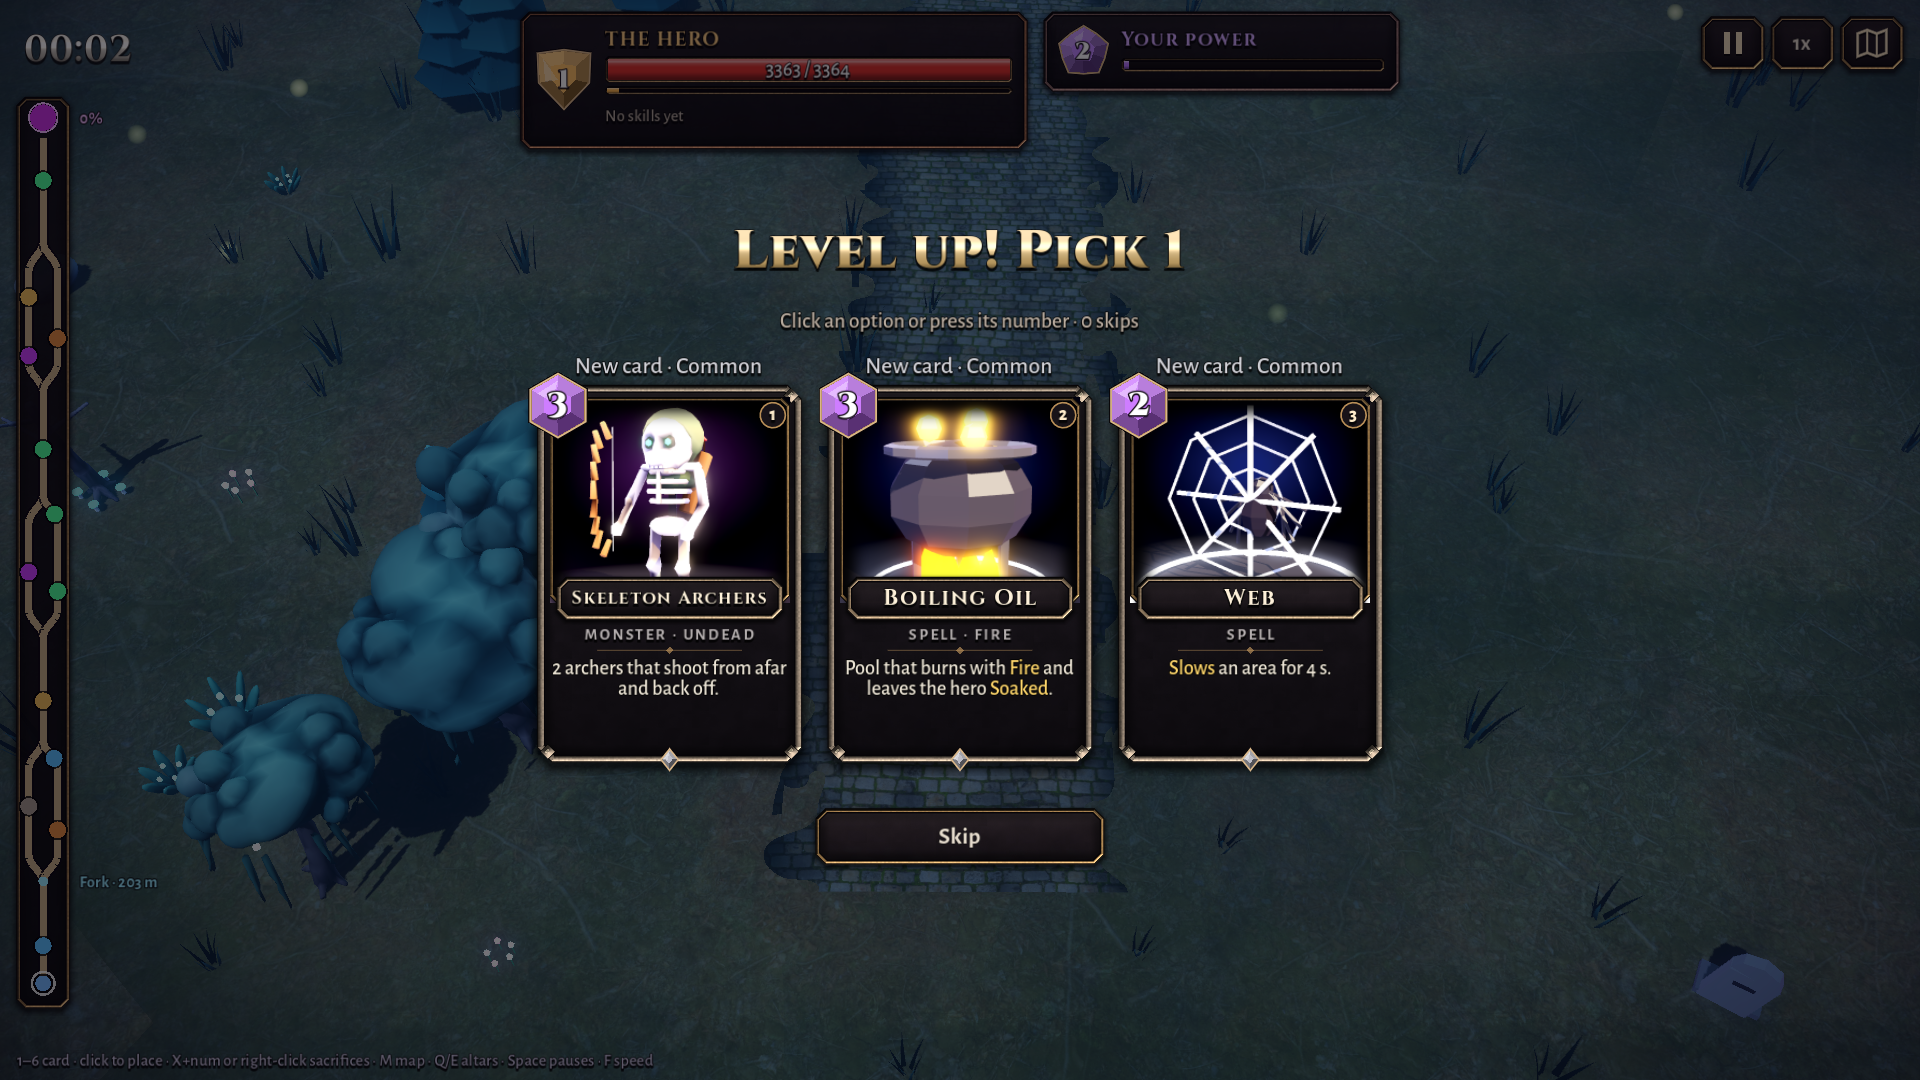 00:02
THE HERO
1
3363 / 3364
No skills yet
2
YOUR POWER
1x
0%
LEVEL UP! PICK 1
Click an option or press its number · 0 skips
New card · Common
New card · Common
New card · Common
3
1
3
2
2
3
SKELETON ARCHERS
BOILING OIL
WEB
MONSTER · UNDEAD
SPELL · FIRE
SPELL
2 archers that shoot from afar
and back off.
Pool that burns with Fire and
leaves the hero Soaked.
Slows an area for 4 s.
Skip
Fork · 203 m
1–6 card · click to place · X+num or right-click sacrifices · M map · Q/E altars · Space pauses · F speed